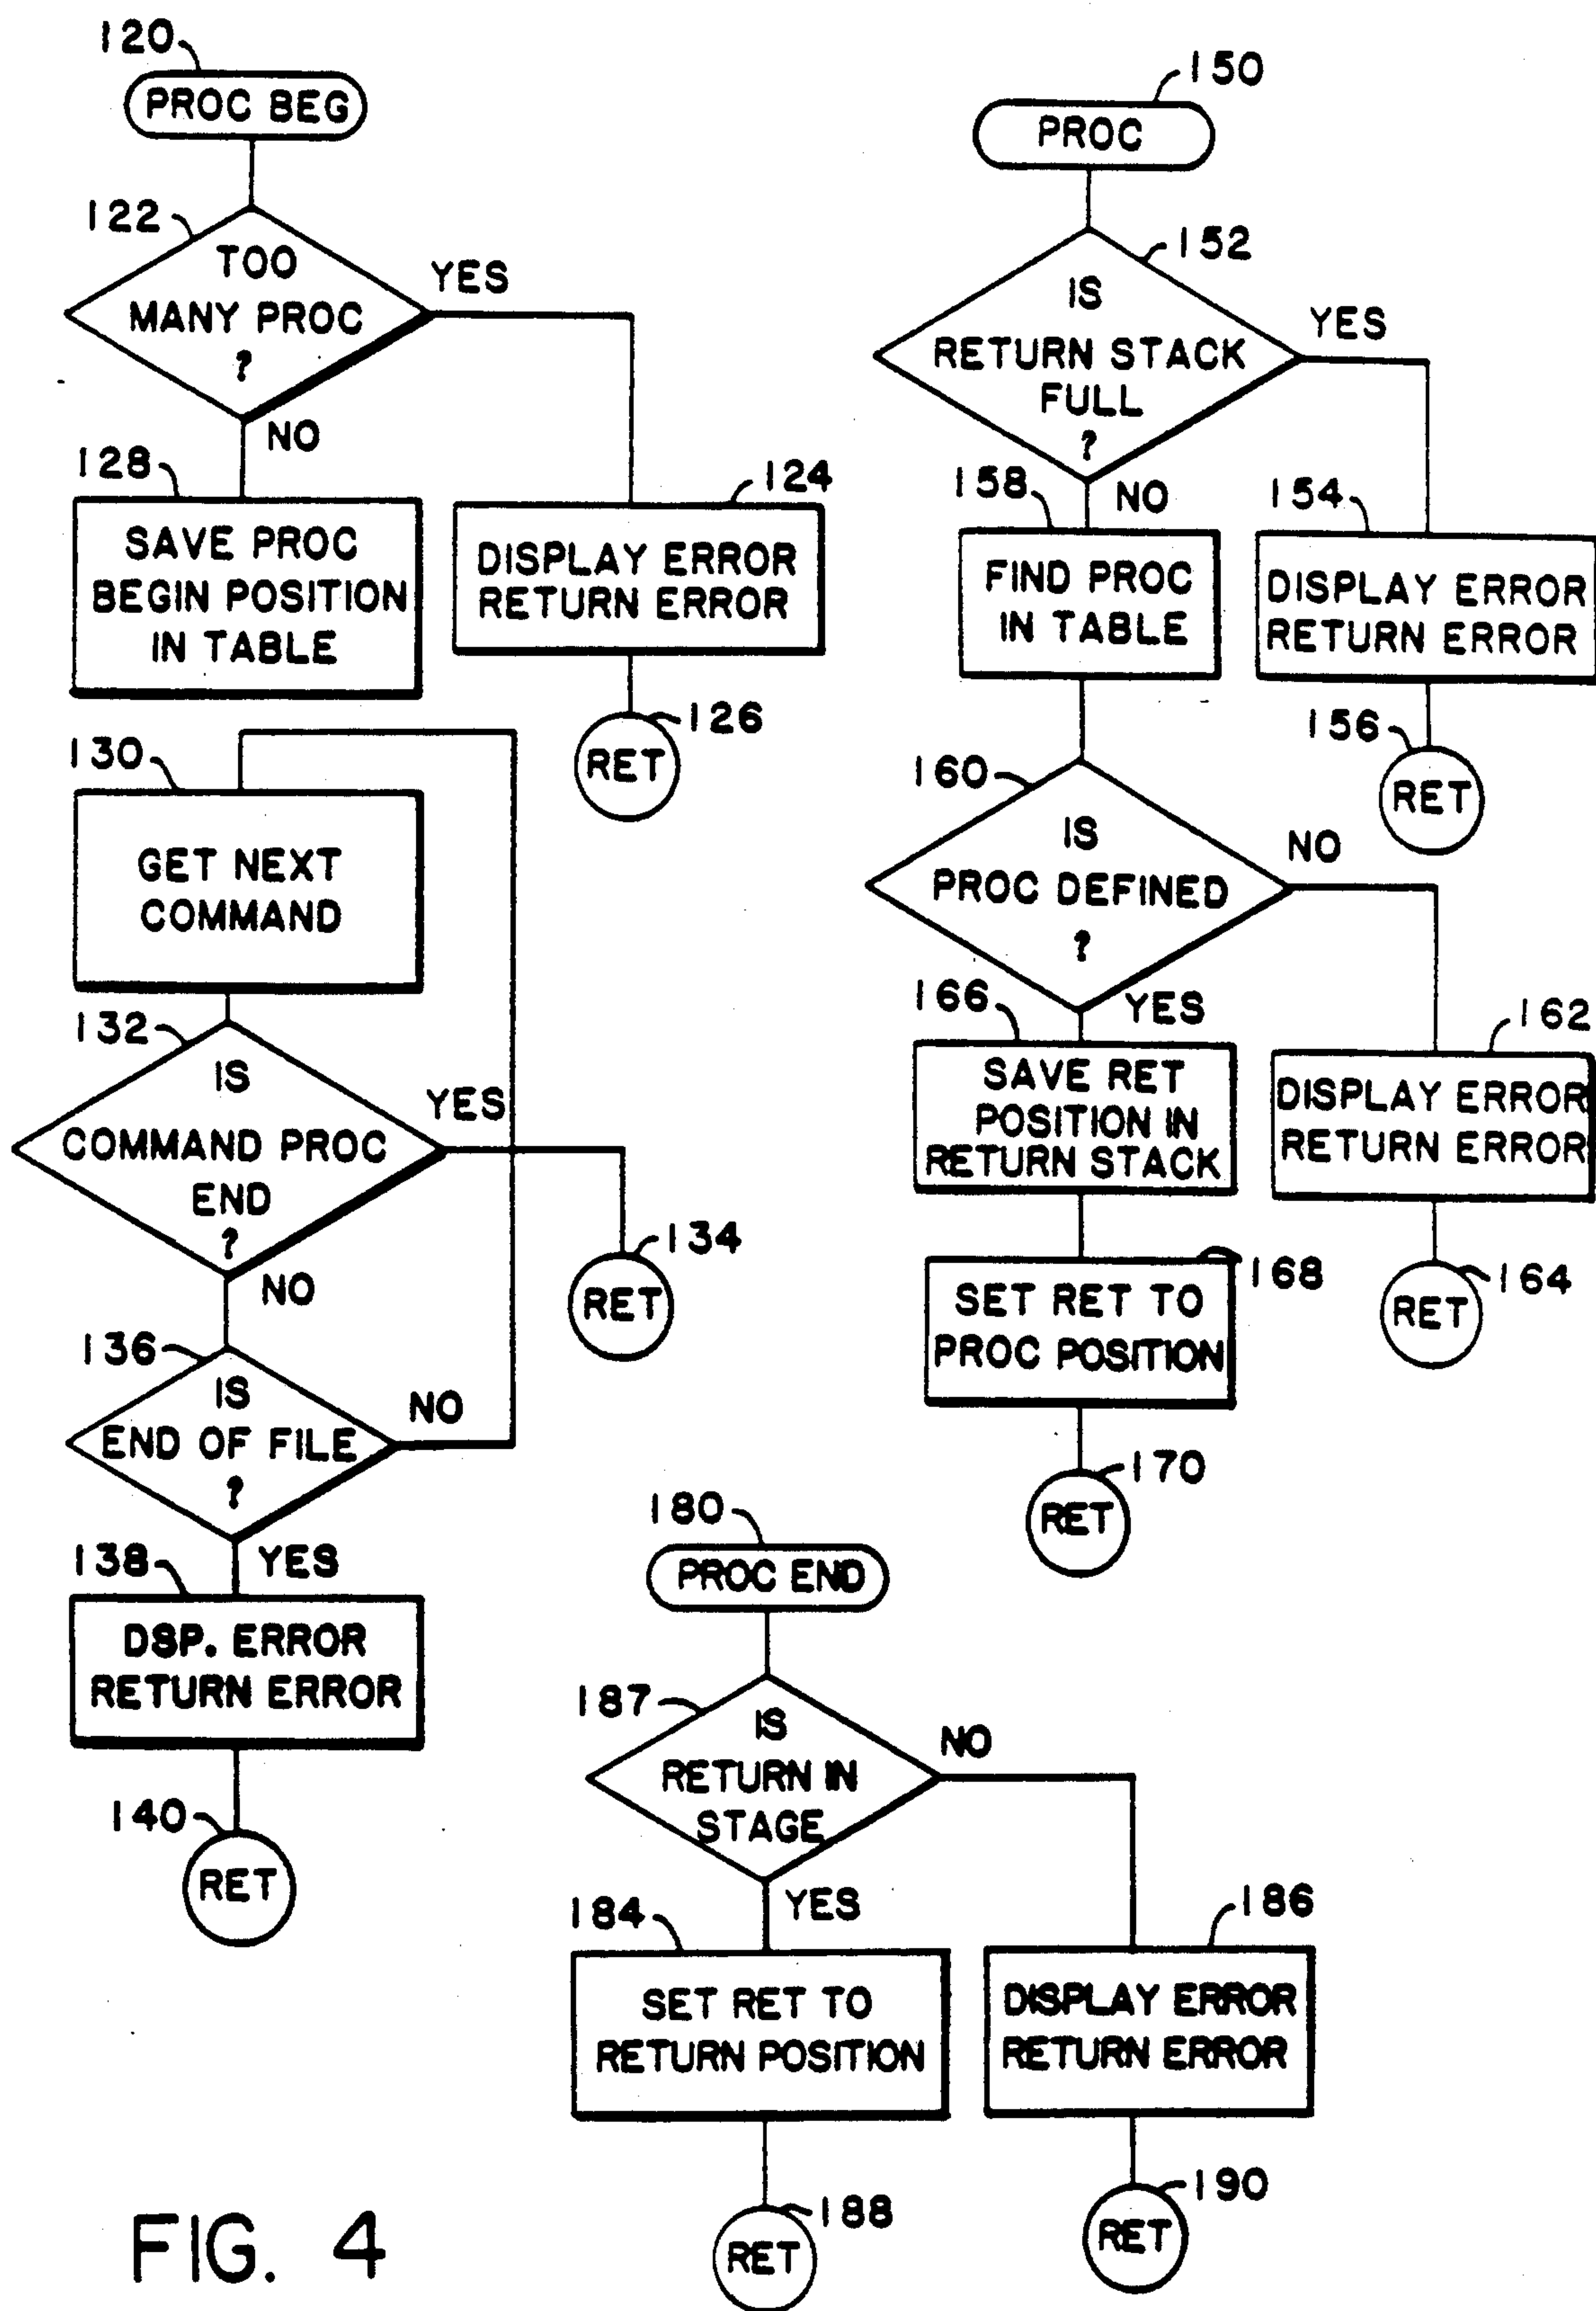 120
PROC BEG
122
TOO
MANY PROC
?
YES
NO
128
SAVE PROC
BEGIN POSITION
IN TABLE
124
DISPLAY ERROR
RETURN ERROR
126
RET
130
GET NEXT
COMMAND
132
IS
COMMAND PROC
END
?
YES
NO
134
RET
136
IS
END OF FILE
?
NO
YES
138
DSP. ERROR
RETURN ERROR
140
RET
150
PROC
152
IS
RETURN STACK
FULL
?
YES
NO
158
FIND PROC
IN TABLE
154
DISPLAY ERROR
RETURN ERROR
156
RET
160
IS
PROC DEFINED
?
NO
YES
166
SAVE RET
POSITION IN
RETURN STACK
162
DISPLAY ERROR
RETURN ERROR
164
RET
168
SET RET TO
PROC POSITION
170
RET
180
PROC END
187
IS
RETURN IN
STAGE
NO
YES
184
SET RET TO
RETURN POSITION
186
DISPLAY ERROR
RETURN ERROR
188
RET
190
RET
FIG. 4